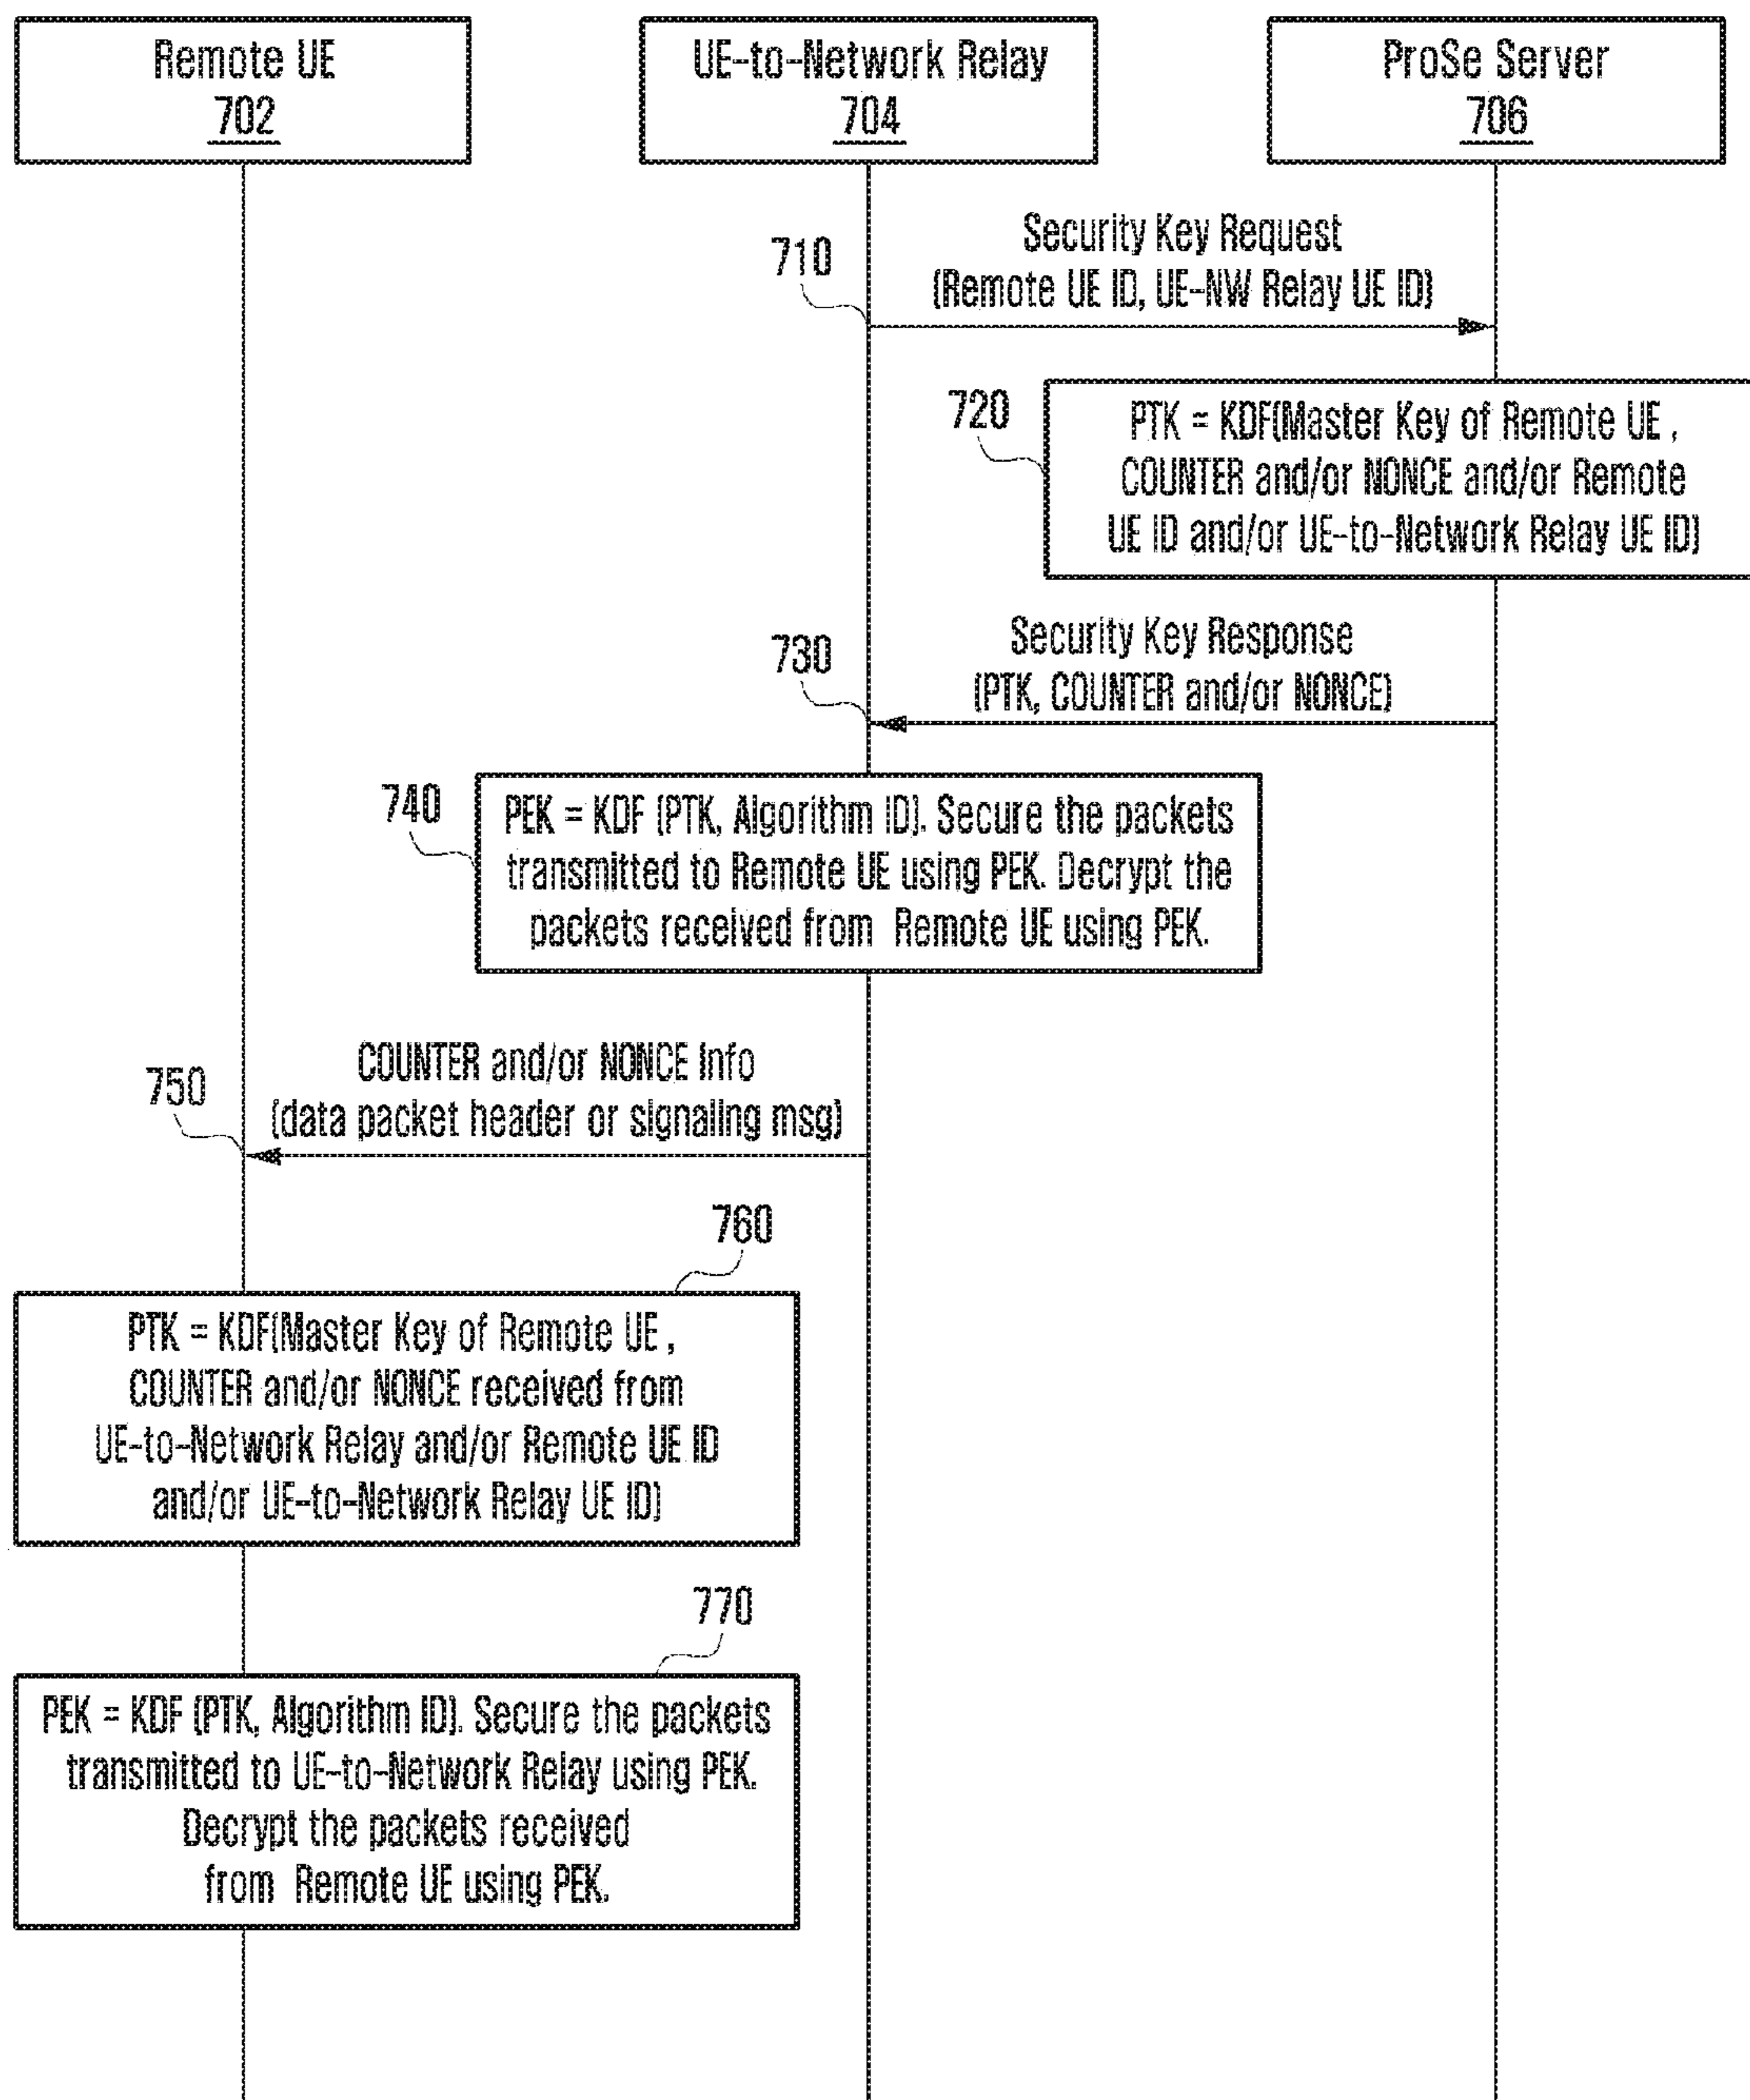 Remote UE
702
UE-to-Network Relay
704
ProSe Server
706
710
Security Key Request
(Remote UE ID, UE-NW Relay UE ID)
720
PTK = KDF(Master Key of Remote UE ,
COUNTER and/or NONCE and/or Remote
UE ID and/or UE-to-Network Relay UE ID)
730
Security Key Response
(PTK, COUNTER and/or NONCE)
740
PEK = KDF (PTK, Algorithm ID). Secure the packets
transmitted to Remote UE using PEK. Decrypt the
packets received from Remote UE using PEK.
750
COUNTER and/or NONCE Info
(data packet header or signaling msg)
760
PTK = KDF(Master Key of Remote UE ,
COUNTER and/or NONCE received from
UE-to-Network Relay and/or Remote UE ID
and/or UE-to-Network Relay UE ID)
770
PEK = KDF (PTK, Algorithm ID). Secure the packets
transmitted to UE-to-Network Relay using PEK.
Decrypt the packets received
from Remote UE using PEK.